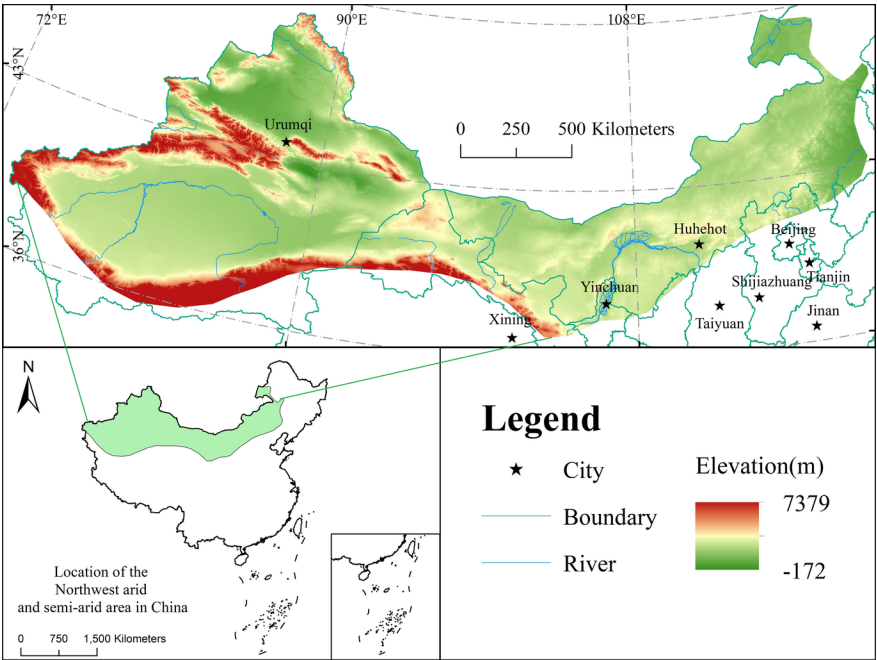 72°E
90°E
108°E
43°N
36°N
Urumqi
0 250 500 Kilometers
Huhehot
Beijing
Tianjin
Yinchuan
Shijiazhuang
Xining
Taiyuan
Jinan
N
Location of the
Northwest arid
and semi-arid area in China
0 750 1,500 Kilometers
Legend
City
Boundary
River
Elevation(m)
7379
-172